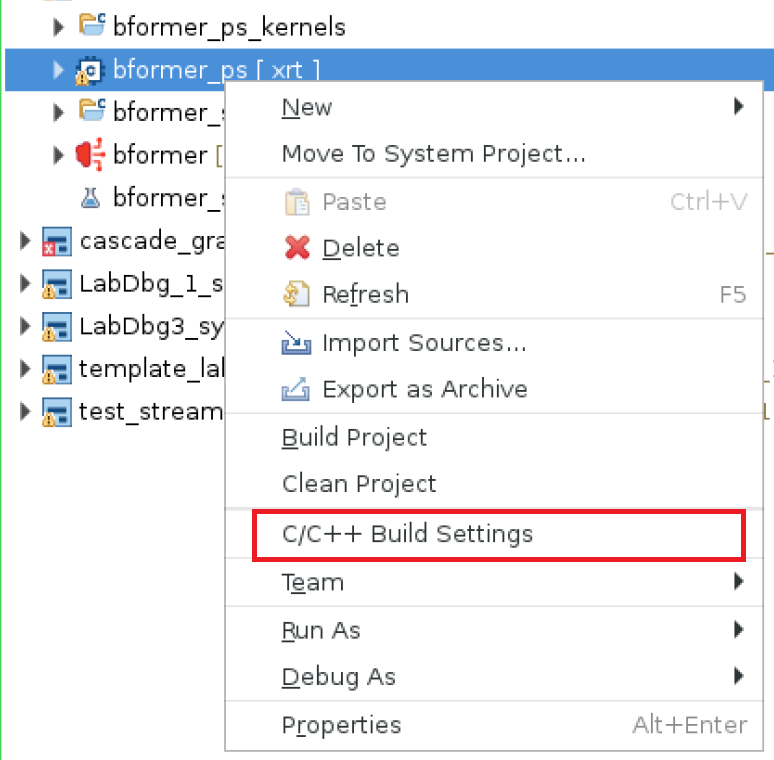 bformer_ps_kernels
bformer_ps [ xrt ]
bformer_s
bformer [
bformer_s
cascade_gra
LabDbg_1_s
LabDbg3_sy
template_lal
test_stream
New
Move To System Project...
Paste Ctrl+V
Delete
Refresh F5
Import Sources...
Export as Archive
Build Project
Clean Project
C/C++ Build Settings
Team
Run As
Debug As
Properties Alt+Enter